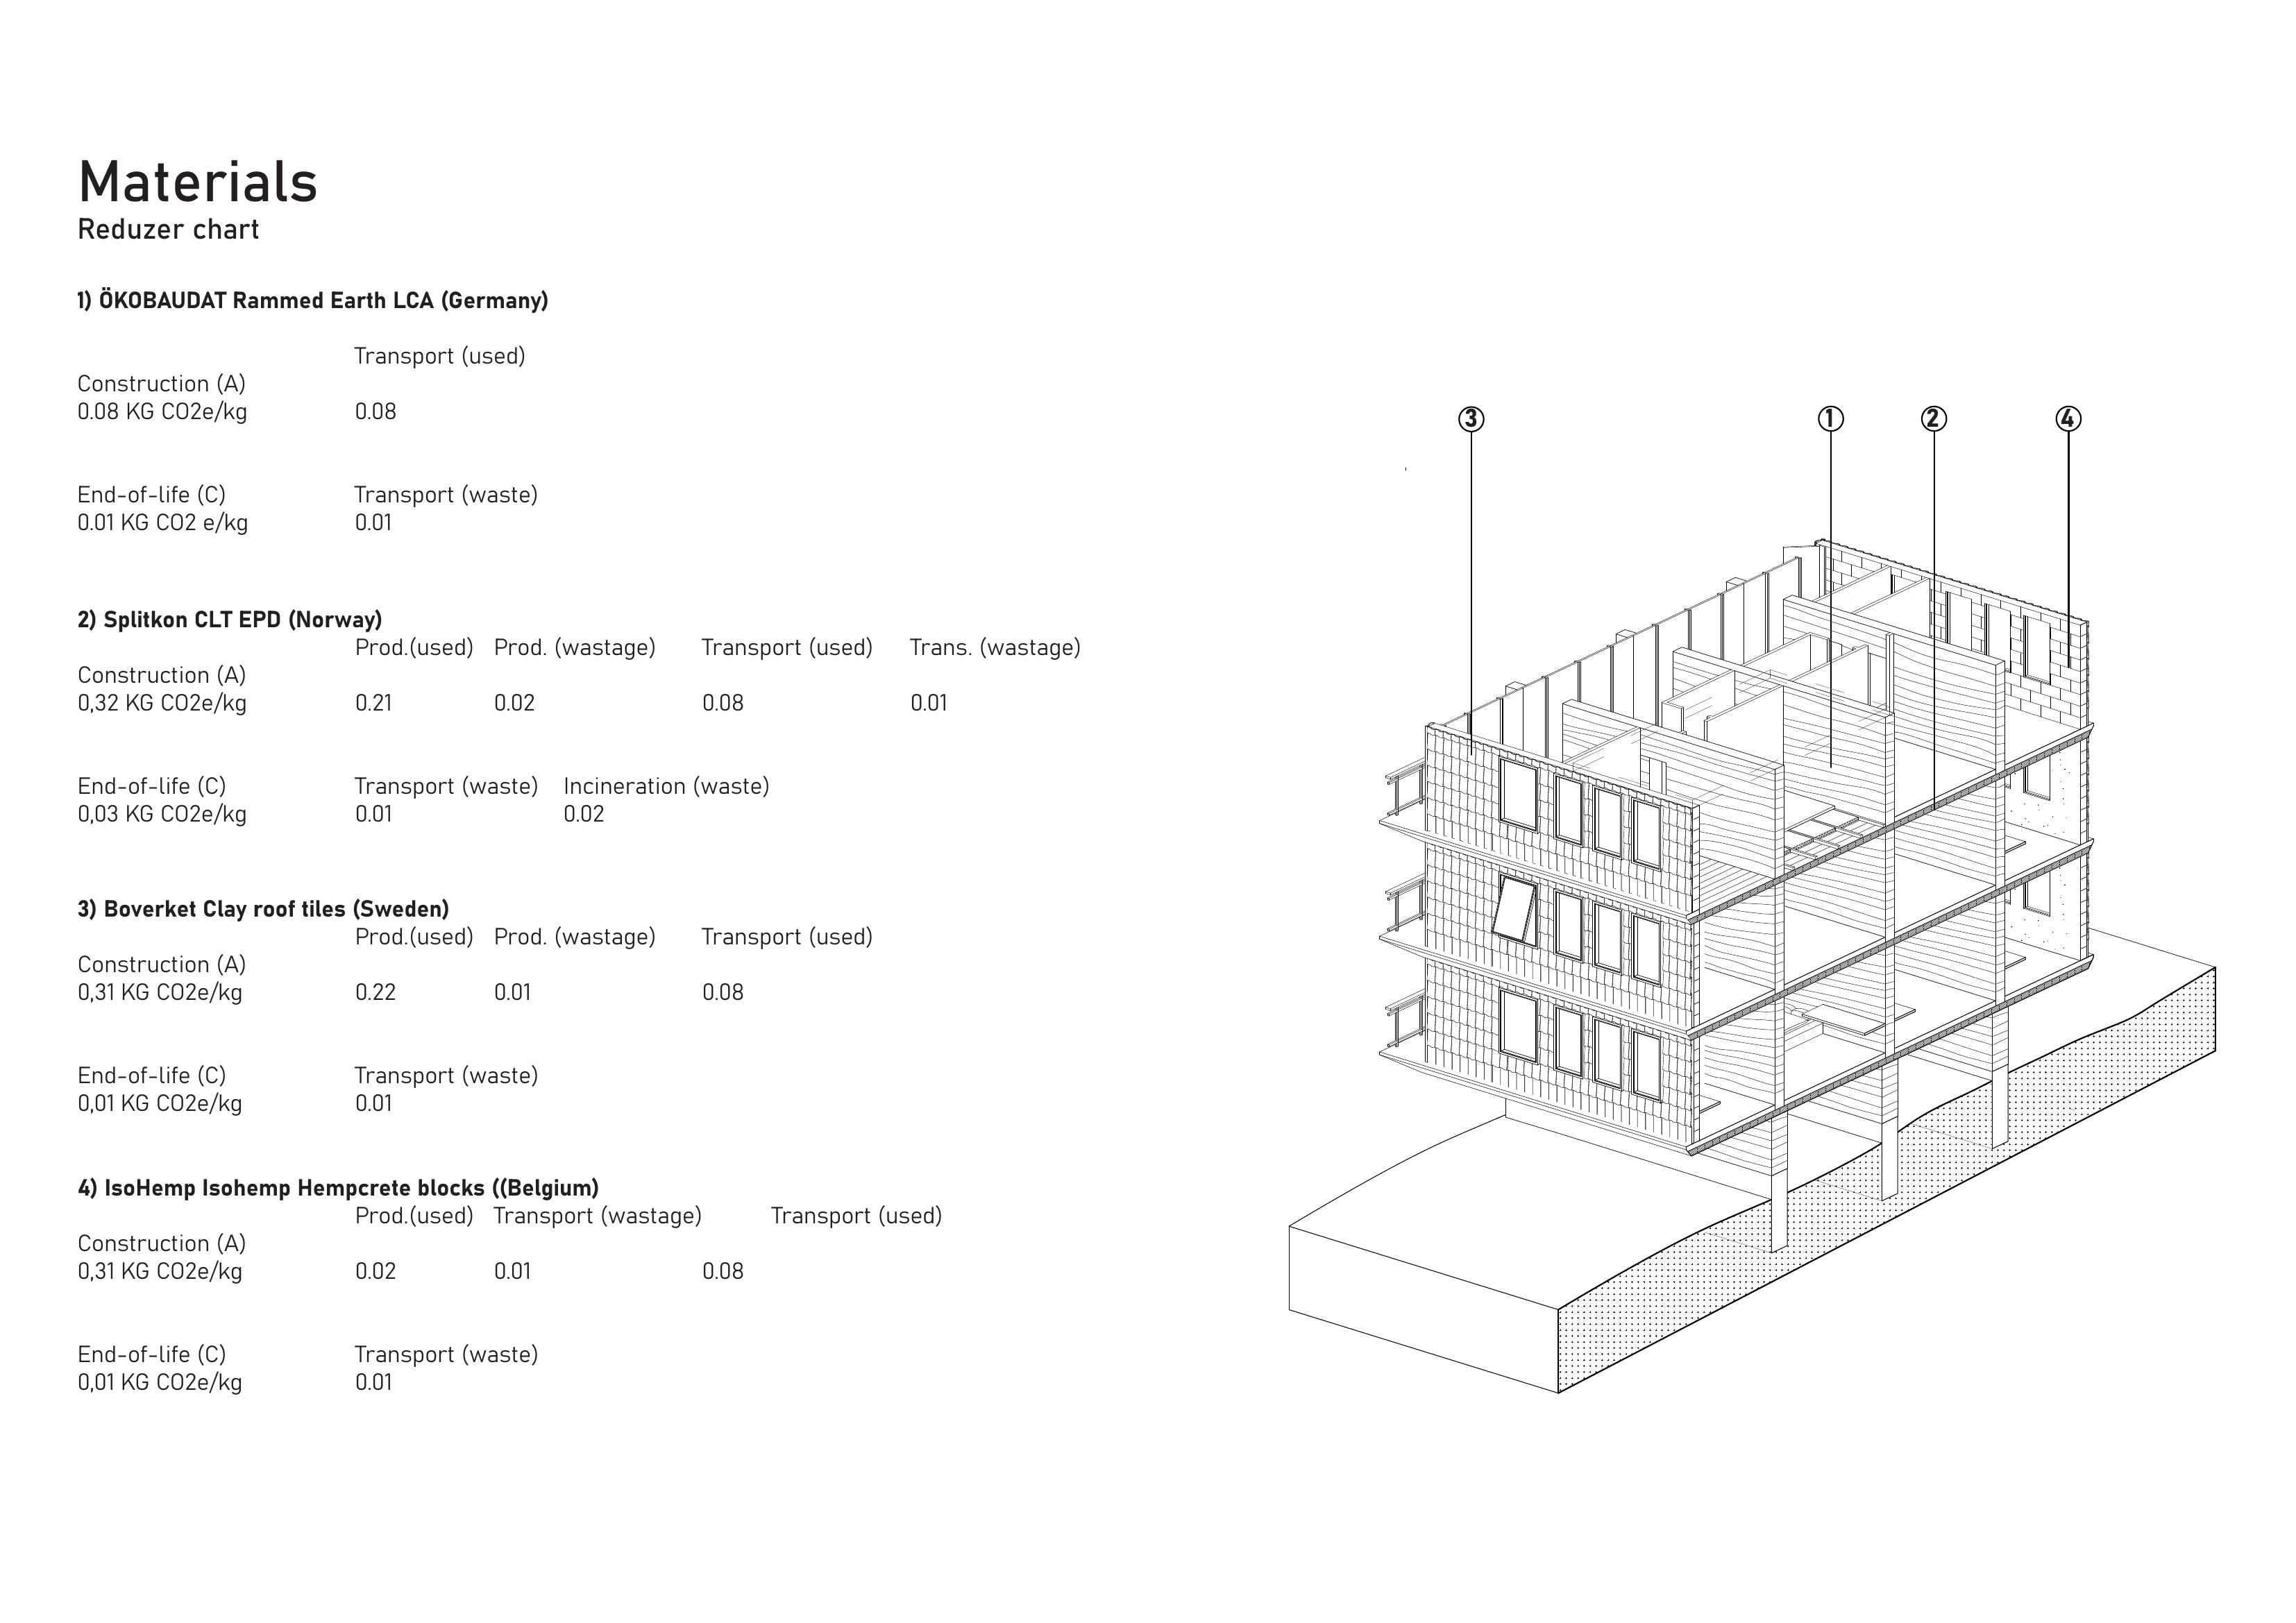 Materials
Reduzer chart
1) ÖKOBAUDAT Rammed Earth LCA (Germany)
Transport (used)
Construction (A)
0.08 KG CO2e/kg 0.08
End-of-life (C) Transport (waste)
0.01 KG CO2 e/kg 0.01
2) Splitkon CLT EPD (Norway)
Prod.(used) Prod. (wastage) Transport (used) Trans. (wastage)
Construction (A)
0,32 KG CO2e/kg 0.21 0.02 0.08 0.01
End-of-life (C) Transport (waste) Incineration (waste)
0,03 KG CO2e/kg 0.01 0.02
3) Boverket Clay roof tiles (Sweden)
Prod.(used) Prod. (wastage) Transport (used)
Construction (A)
0,31 KG CO2e/kg 0.22 0.01 0.08
End-of-life (C) Transport (waste)
0,01 KG CO2e/kg 0.01
4) IsoHemp Isohemp Hempcrete blocks ((Belgium)
Prod.(used) Transport (wastage) Transport (used)
Construction (A)
0,31 KG CO2e/kg 0.02 0.01 0.08
End-of-life (C) Transport (waste)
0,01 KG CO2e/kg 0.01
3 1 2 4